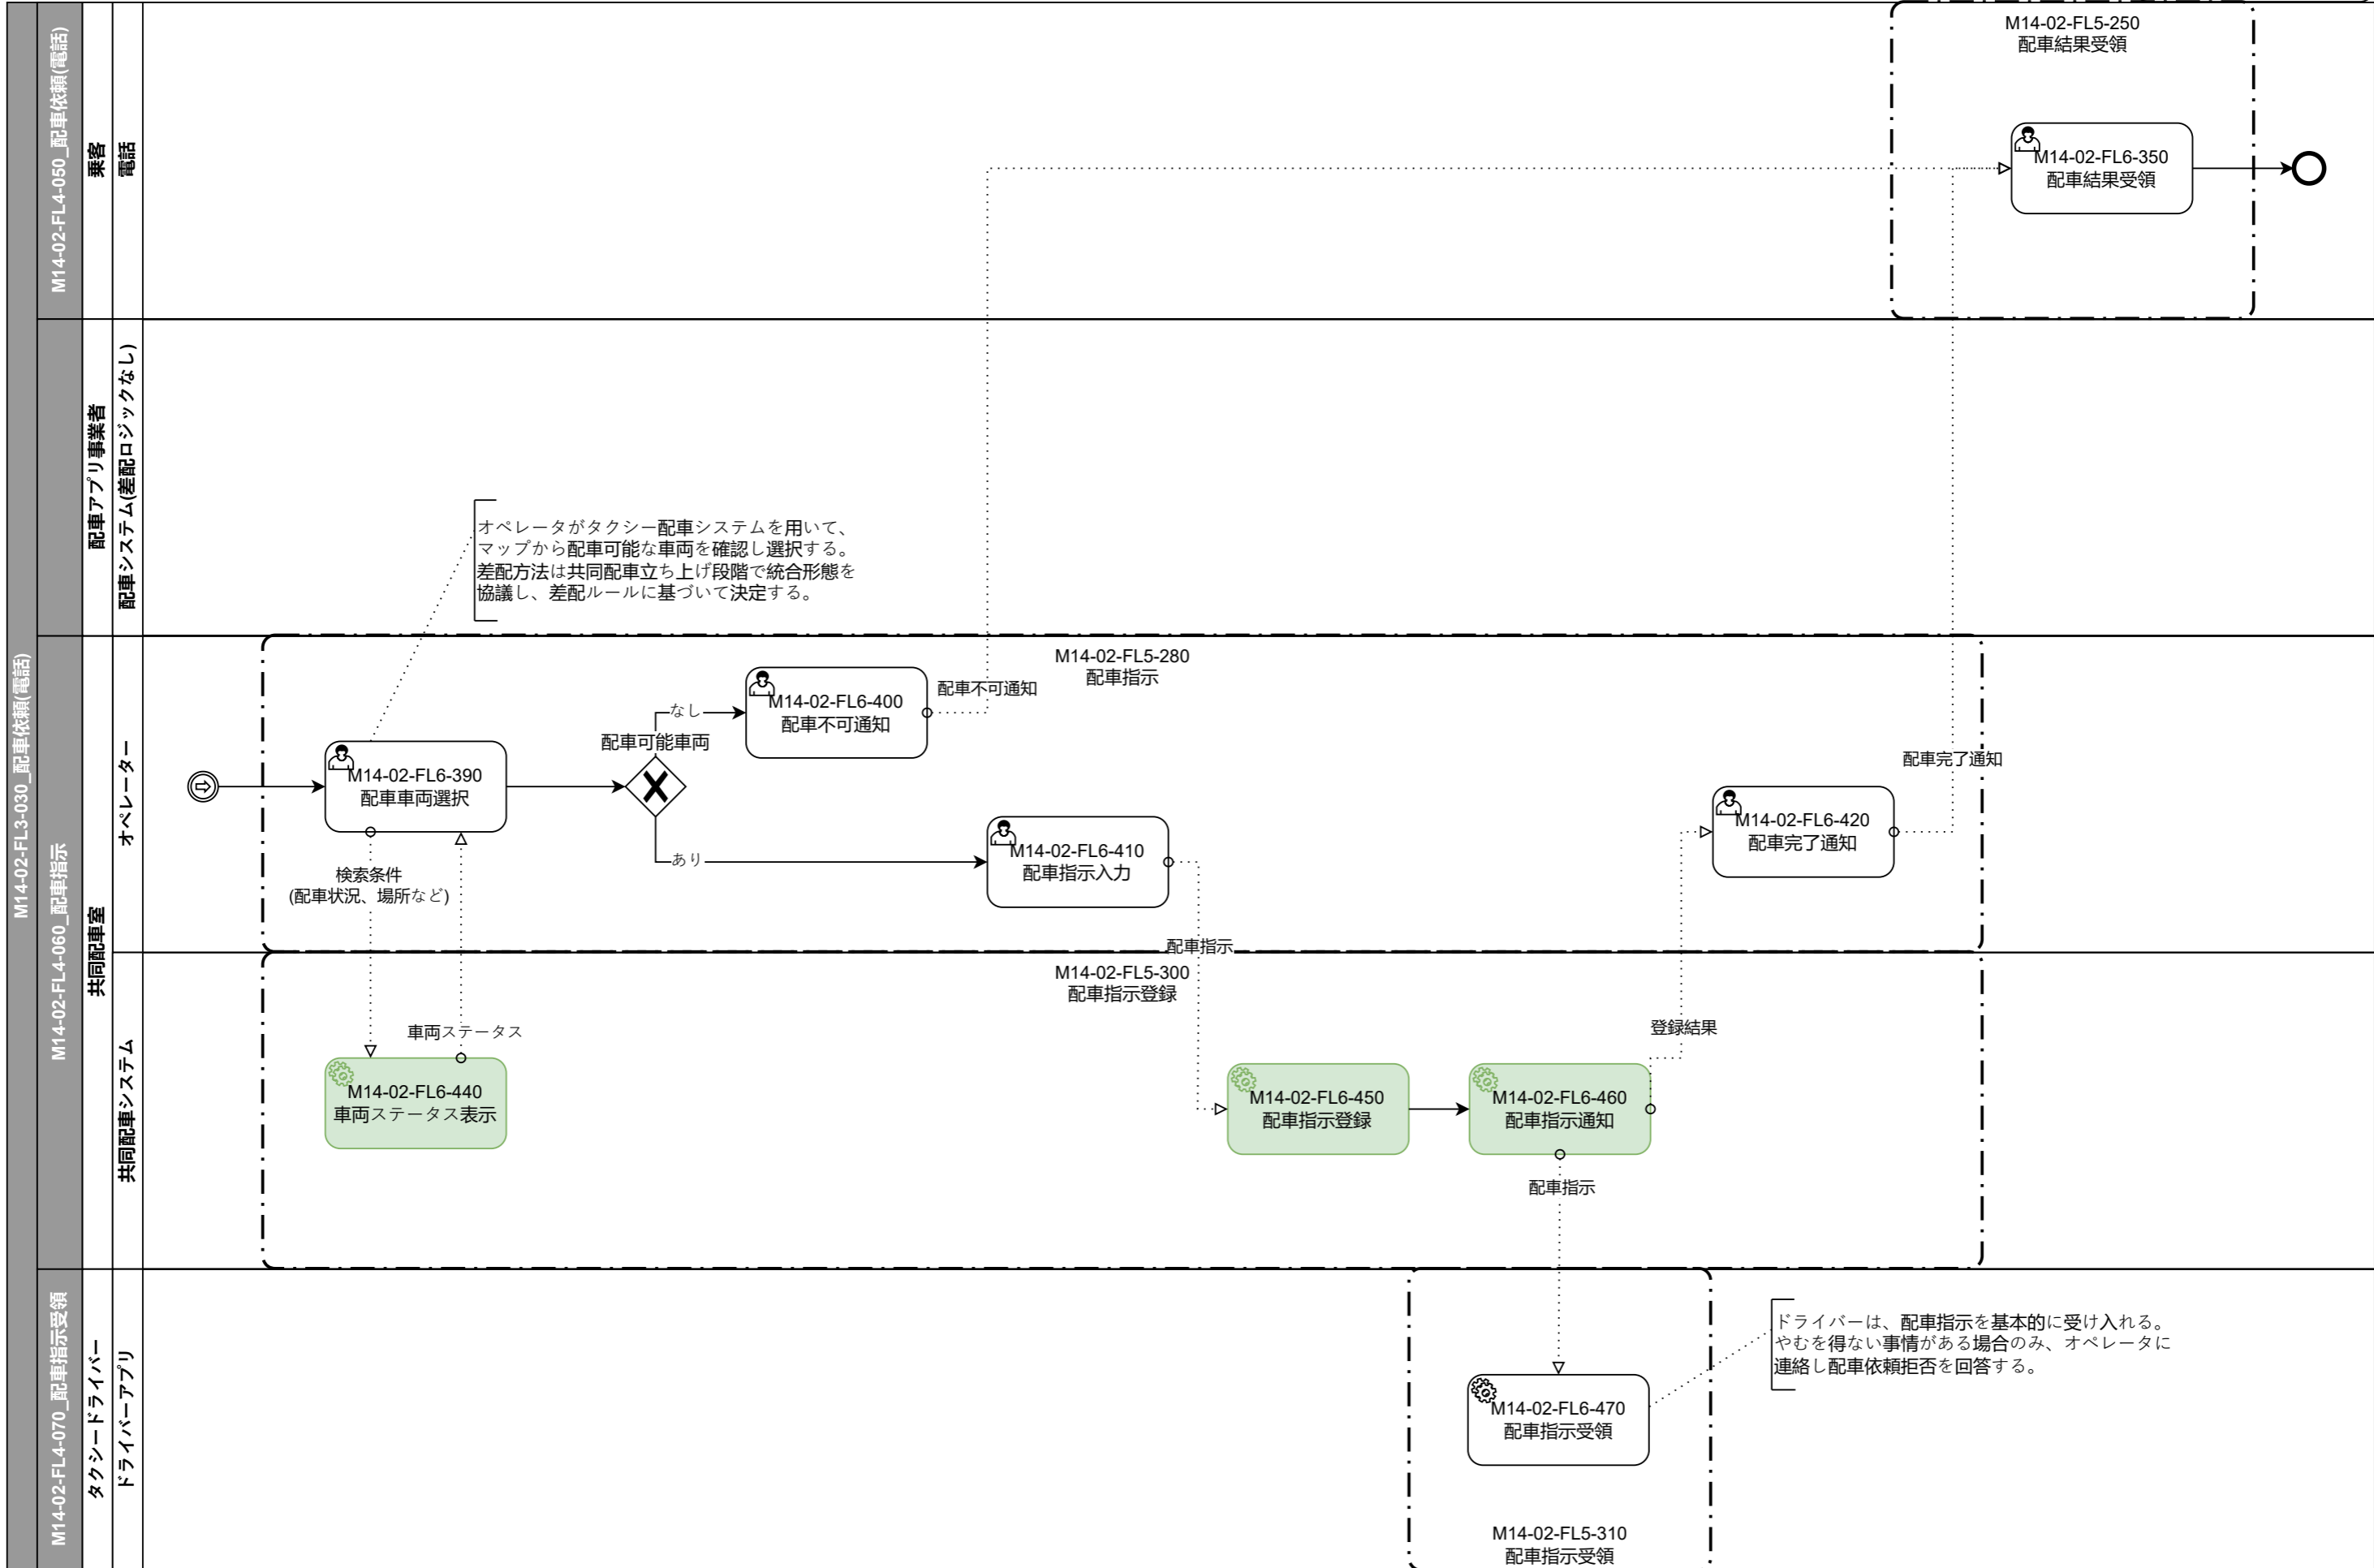 M14-02-FL3-030_配車依頼(電話)
M14-02-FL4-050_配車依頼(電話)
乗客
電話
M14-02-FL5-250
配車結果受領
M14-02-FL6-350
配車結果受領
配車アプリ事業者
配車システム(差配ロジックなし)
オペレータがタクシー配車システムを用いて、
マップから配車可能な車両を確認し選択する。
差配方法は共同配車立ち上げ段階で統合形態を
協議し、差配ルールに基づいて決定する。
M14-02-FL4-060_配車指示
共同配車室
オペレーター
M14-02-FL5-280
配車指示
M14-02-FL6-390
配車車両選択
配車可能車両
なし
あり
M14-02-FL6-400
配車不可通知
配車不可通知
M14-02-FL6-410
配車指示入力
M14-02-FL6-420
配車完了通知
配車完了通知
検索条件
(配車状況、場所など)
配車指示
共同配車システム
M14-02-FL5-300
配車指示登録
車両ステータス
登録結果
M14-02-FL6-440
車両ステータス表示
M14-02-FL6-450
配車指示登録
M14-02-FL6-460
配車指示通知
配車指示
M14-02-FL4-070_配車指示受領
タクシードライバー
ドライバーアプリ
ドライバーは、配車指示を基本的に受け入れる。
やむを得ない事情がある場合のみ、オペレータに
連絡し配車依頼拒否を回答する。
M14-02-FL6-470
配車指示受領
M14-02-FL5-310
配車指示受領